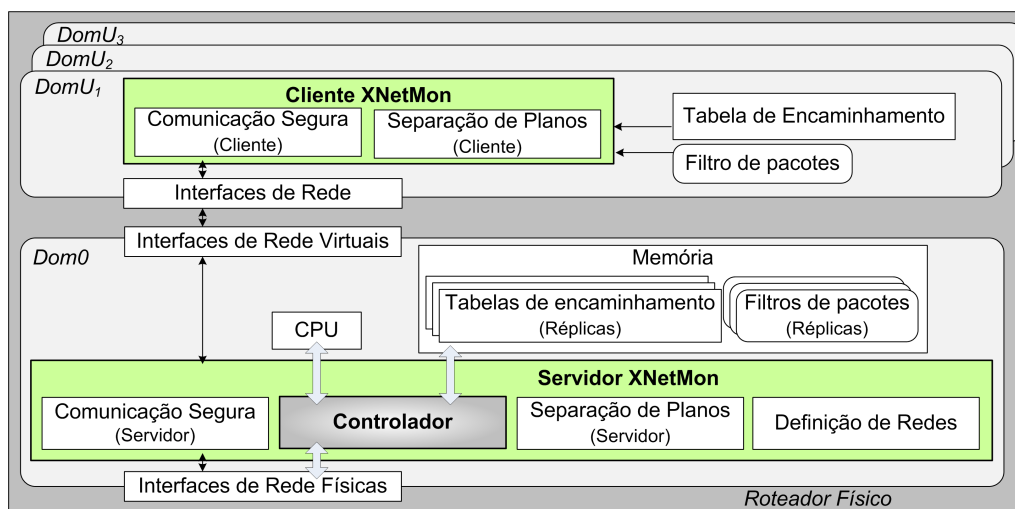 DomU3
DomU2
DomU1
Cliente XNetMon
Comunicação Segura
(Cliente)
Separação de Planos
(Cliente)
Tabela de Encaminhamento
Filtro de pacotes
Interfaces de Rede
Interfaces de Rede Virtuais
Dom0
Memória
Tabelas de encaminhamento
(Réplicas)
Filtros de pacotes
(Réplicas)
CPU
Servidor XNetMon
Comunicação Segura
(Servidor)
Controlador
Separação de Planos
(Servidor)
Definição de Redes
Interfaces de Rede Físicas
Roteador Físico